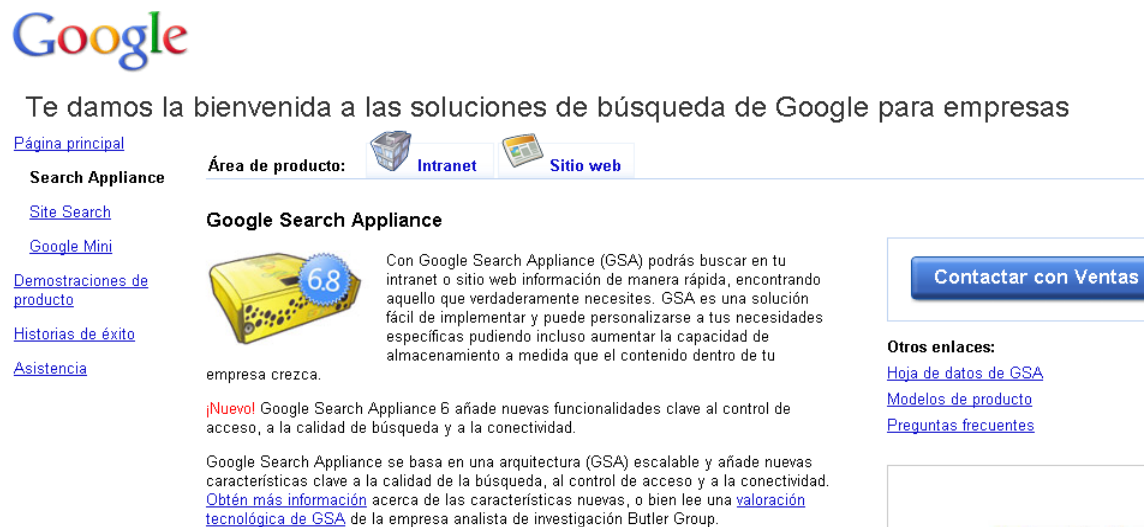 Google
Te damos la bienvenida a las soluciones de búsqueda de Google para empresas
Página principal
Search Appliance
Site Search
Google Mini
Demostraciones de
producto
Historias de éxito
Asistencia
Área de producto:
Intranet
Sitio web
Google Search Appliance
6.8
Con Google Search Appliance (GSA) podrás buscar en tu
intranet o sitio web información de manera rápida, encontrando
aquello que verdaderamente necesites. GSA es una solución
fácil de implementar y puede personalizarse a tus necesidades
específicas pudiendo incluso aumentar la capacidad de
almacenamiento a medida que el contenido dentro de tu
empresa crezca.
¡Nuevo! Google Search Appliance 6 añade nuevas funcionalidades clave al control de
acceso, a la calidad de búsqueda y a la conectividad.
Google Search Appliance se basa en una arquitectura (GSA) escalable y añade nuevas
características clave a la calidad de la búsqueda, al control de acceso y a la conectividad.
Obtén más información acerca de las características nuevas, o bien lee una valoración
tecnológica de GSA de la empresa analista de investigación Butler Group.
Contactar con Ventas
Otros enlaces:
Hoja de datos de GSA
Modelos de producto
Preguntas frecuentes